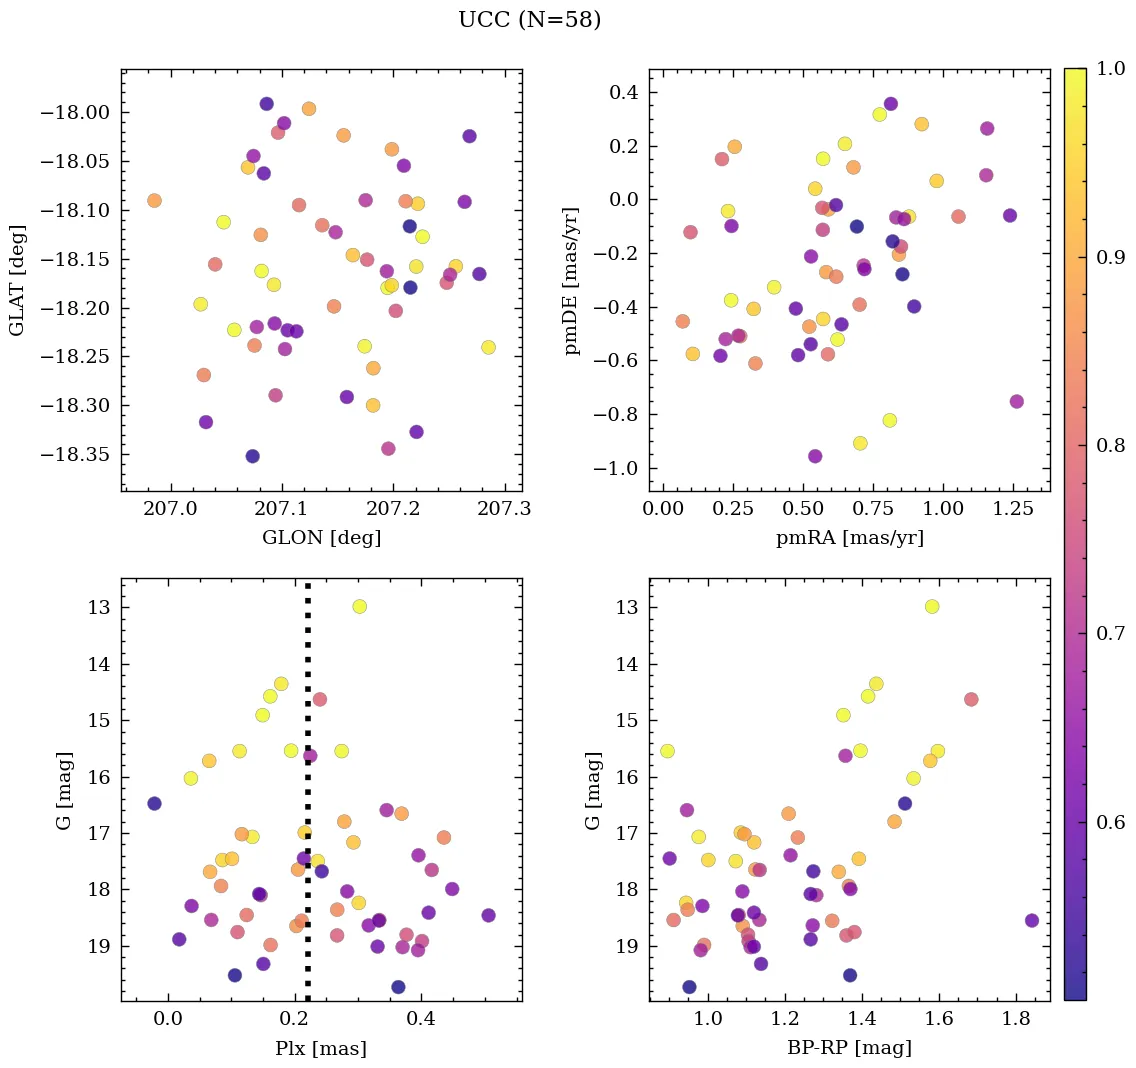 UCC (N=58)
−18.00
−18.05
−18.10
−18.15
−18.20
−18.25
−18.30
−18.35
GLAT [deg]
207.0 207.1 207.2 207.3
GLON [deg]
0.4
0.2
0.0
−0.2
−0.4
−0.6
−0.8
−1.0
pmDE [mas/yr]
0.00 0.25 0.50 0.75 1.00 1.25
pmRA [mas/yr]
13
14
15
16
17
18
19
G [mag]
0.0 0.2 0.4
Plx [mas]
13
14
15
16
17
18
19
G [mag]
1.0 1.2 1.4 1.6 1.8
BP-RP [mag]
1.0
0.9
0.8
0.7
0.6